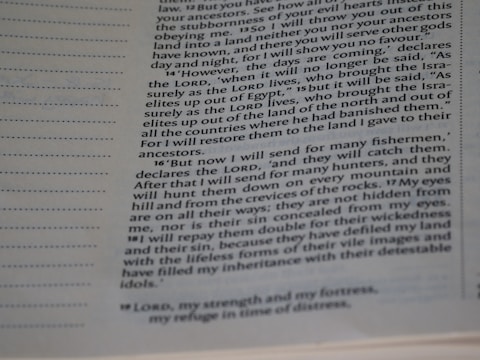 law. 12 But you have
your ancestors. See how all of you are
the stubbornness of your evil hearts instead of
obeying me. 13 So I will throw you out of this
land into a land neither you nor your ancestors
have known, and there you will serve other gods
day and night, for I will show you no favour.”
14 ‘However, the days are coming,’ declares
the LORD, ‘when it will no longer be said, “As
surely as the LORD lives, who brought the Isra-
elites up out of Egypt,” 15 but it will be said, “As
surely as the LORD lives, who brought the Isra-
elites up out of the land of the north and out of
all the countries where he had banished them.”
For I will restore them to the land I gave to their
ancestors.
16 ‘But now I will send for many fishermen,’
declares the LORD, ‘and they will catch them.
After that I will send for many hunters, and they
will hunt them down on every mountain and
hill and from the crevices of the rocks. 17 My eyes
are on all their ways; they are not hidden from
me, nor is their sin concealed from my eyes.
18 I will repay them double for their wickedness
and their sin, because they have defiled my land
with the lifeless forms of their vile images and
have filled my inheritance with their detestable
idols.’
19 LORD, my strength and my fortress,
my refuge in time of distress,